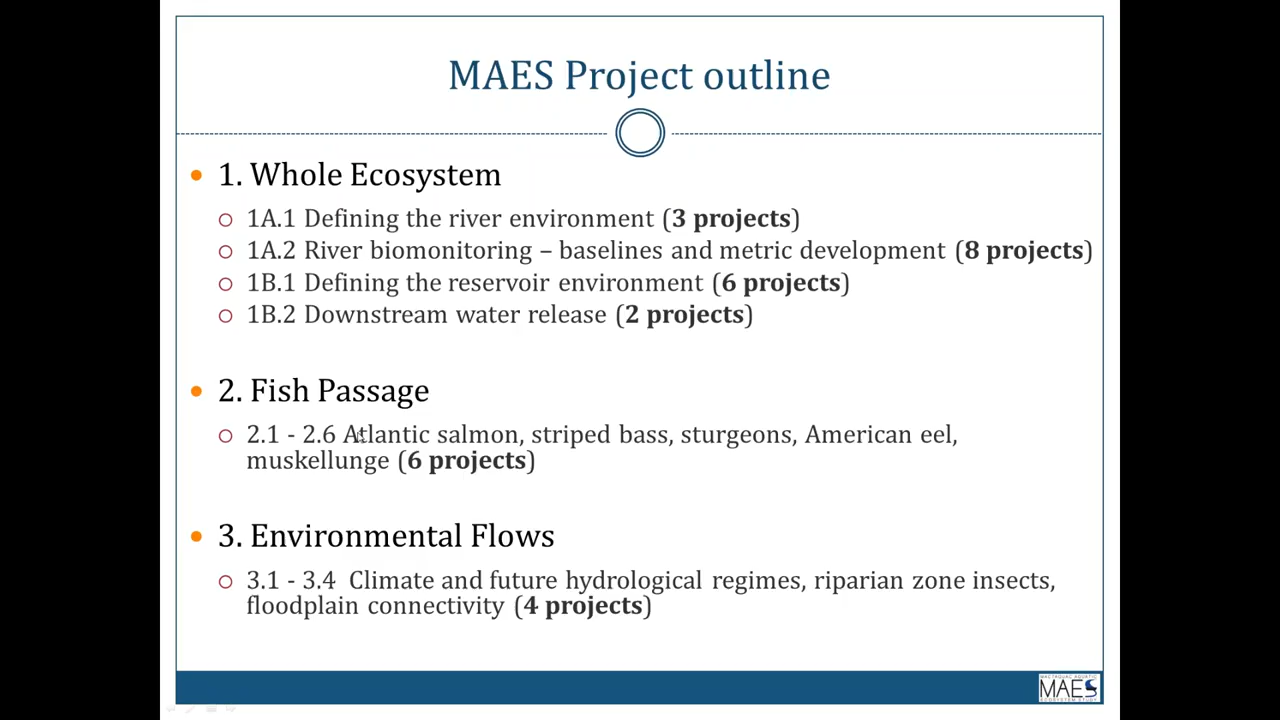 MAES Project outline
1. Whole Ecosystem
1A.1 Defining the river environment (3 projects)
1A.2 River biomonitoring – baselines and metric development (8 projects)
1B.1 Defining the reservoir environment (6 projects)
1B.2 Downstream water release (2 projects)
2. Fish Passage
2.1 - 2.6 Atlantic salmon, striped bass, sturgeons, American eel,
muskellunge (6 projects)
3. Environmental Flows
3.1 - 3.4 Climate and future hydrological regimes, riparian zone insects,
floodplain connectivity (4 projects)
MACTAQUAC AQUATIC
MAES
ECOSYSTEM STUDY